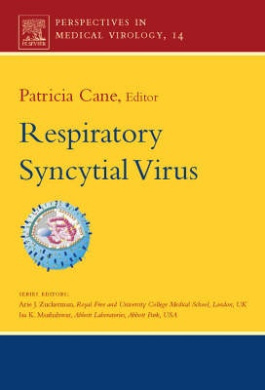 PERSPECTIVES IN
MEDICAL VIROLOGY, 14
ELSEVIER
Patricia Cane, Editor
Respiratory
Syncytial Virus
SERIES EDITORS:
Arie J. Zuckerman, Royal Free and University College Medical School, London, UK
Isa K. Mushahwar, Abbott Laboratories, Abbott Park, USA